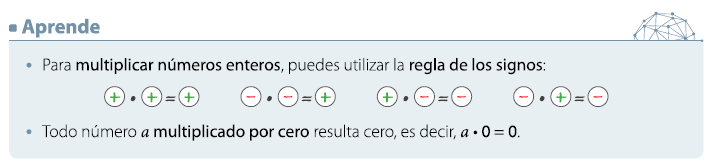 Aprende
• Para multiplicar números enteros, puedes utilizar la regla de los signos:
+ • + = +    − • − = +    + • − = −    − • + = −
• Todo número a multiplicado por cero resulta cero, es decir, a • 0 = 0.